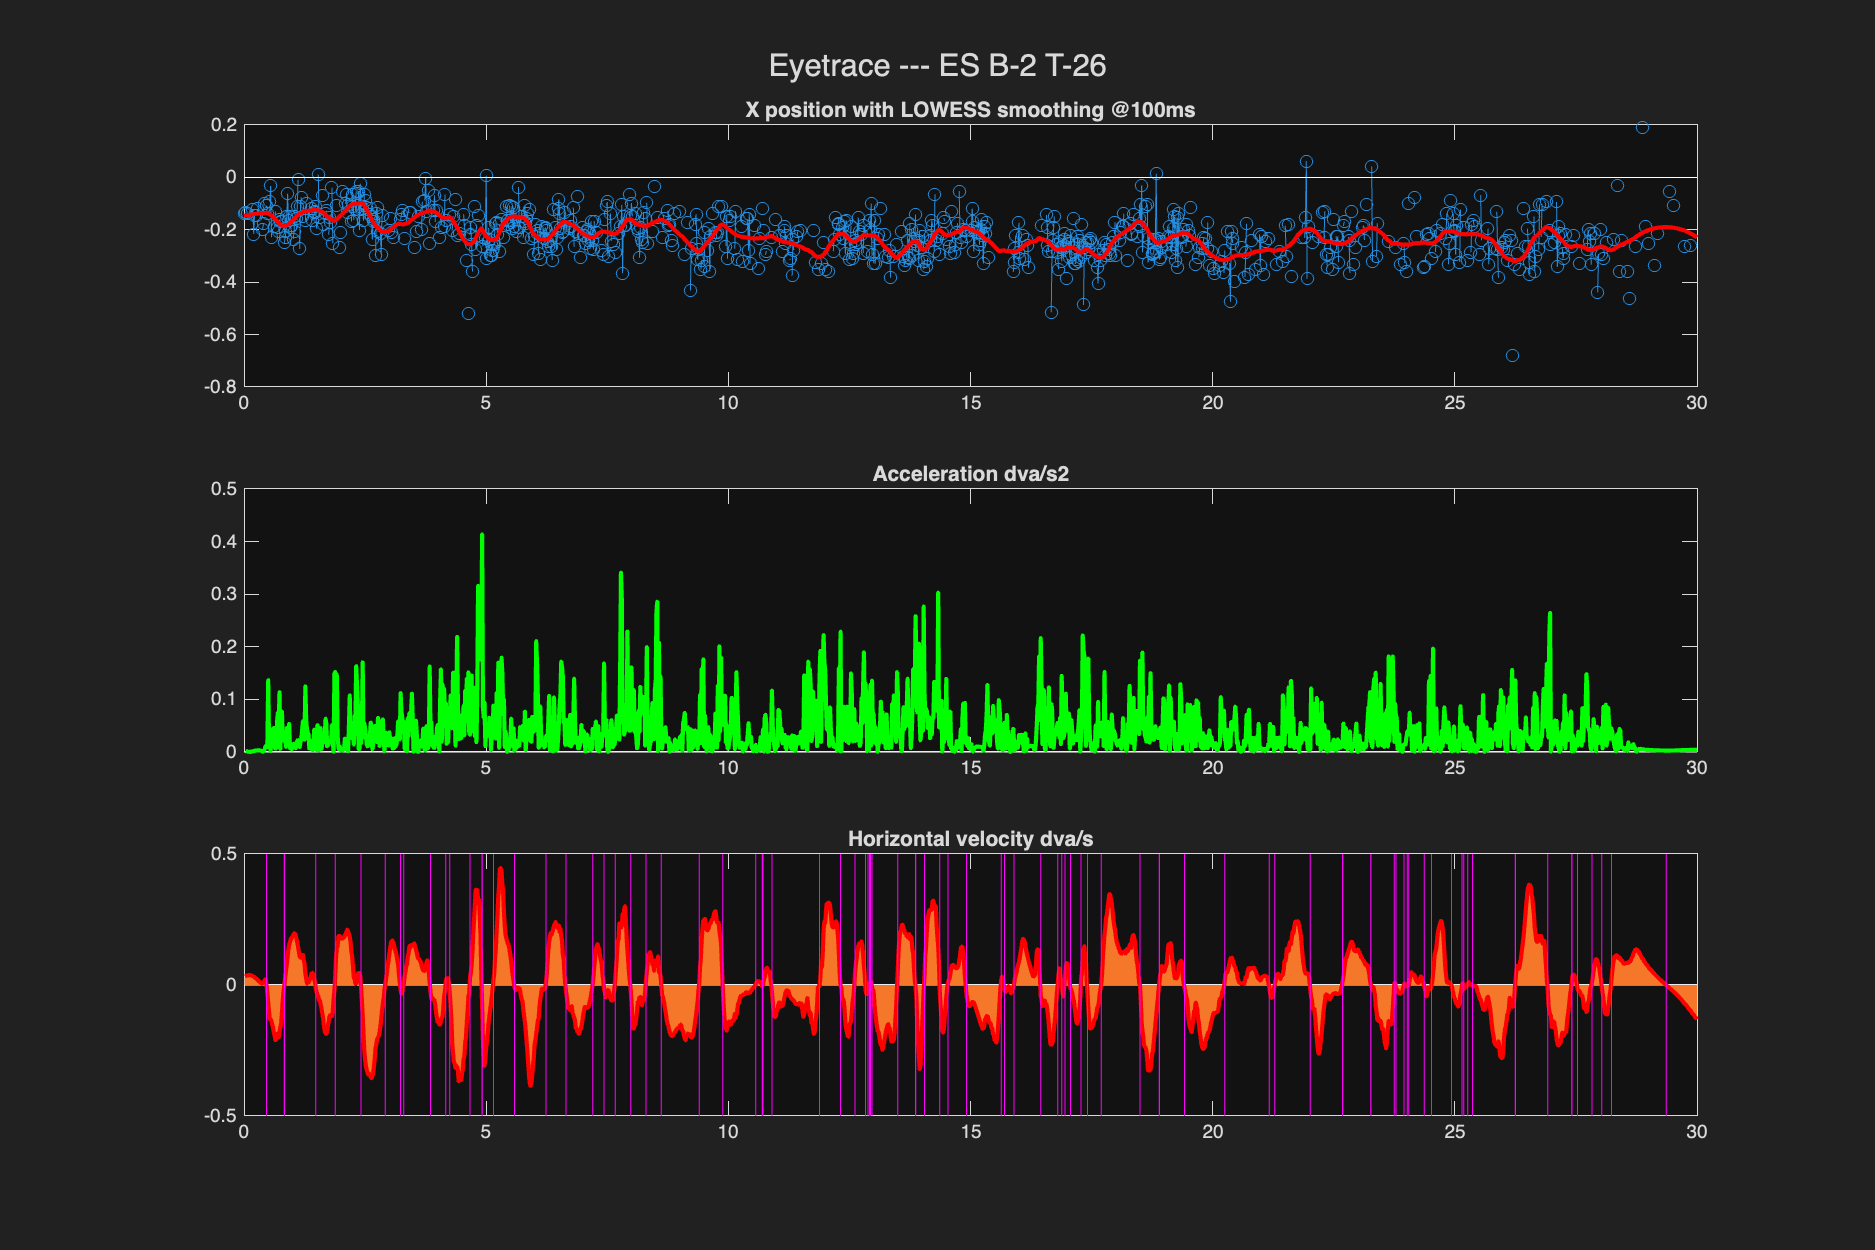 Eyetrace --- ES B-2 T-26
X position with LOWESS smoothing @100ms
0.2
0
-0.2
-0.4
-0.6
-0.8
0 5 10 15 20 25 30
Acceleration dva/s2
0.5
0.4
0.3
0.2
0.1
0
0 5 10 15 20 25 30
Horizontal velocity dva/s
0.5
0
-0.5
0 5 10 15 20 25 30